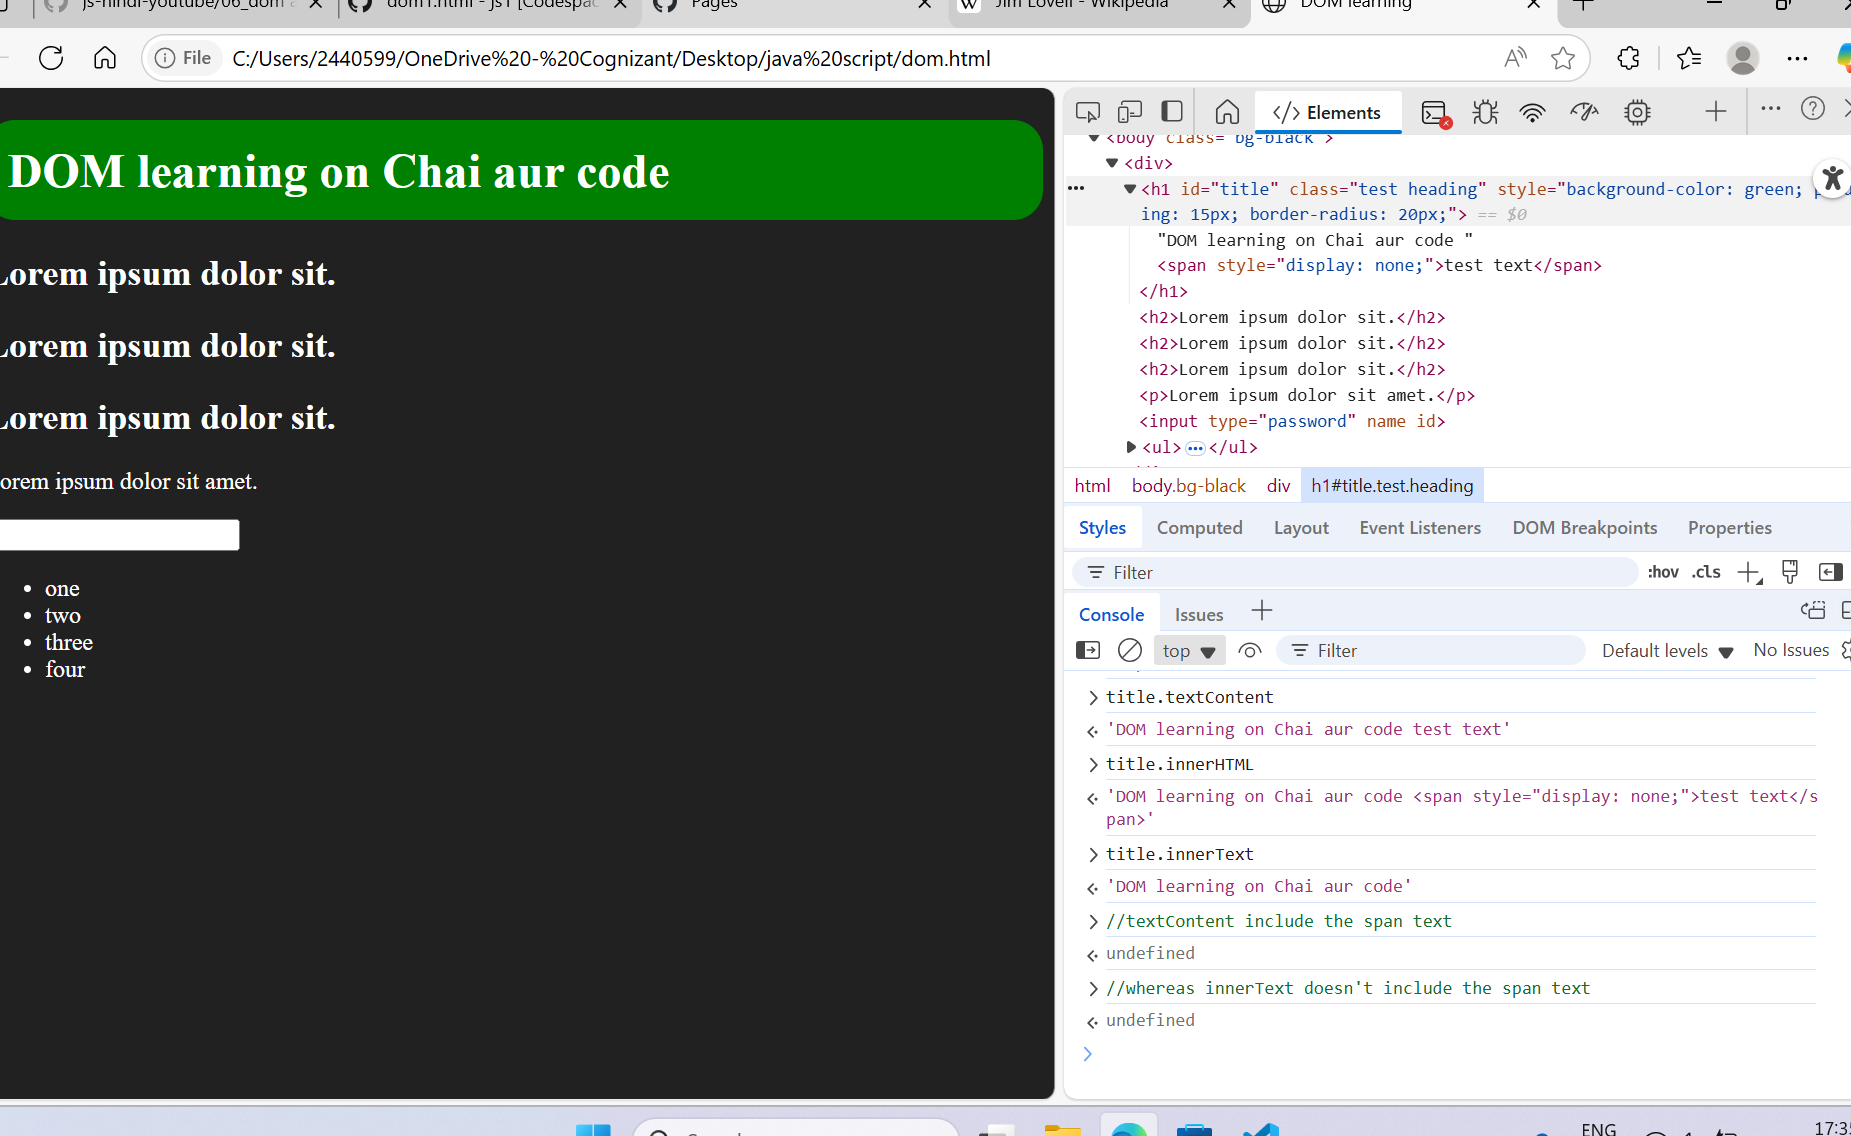 js-hindi-youtube/06_dom a
dom1.html - js1 [Codespac
Pages
Jim Lovell - Wikipedia
DOM learning
File
C:/Users/2440599/OneDrive%20-%20Cognizant/Desktop/java%20script/dom.html
DOM learning on Chai aur code
Lorem ipsum dolor sit.
Lorem ipsum dolor sit.
Lorem ipsum dolor sit.
orem ipsum dolor sit amet.
• one
• two
• three
• four
</> Elements
<body class="bg-black">
<div>
<h1 id="title" class="test heading" style="background-color: green;
ing: 15px; border-radius: 20px;"> == $0
"DOM learning on Chai aur code "
<span style="display: none;">test text</span>
</h1>
<h2>Lorem ipsum dolor sit.</h2>
<h2>Lorem ipsum dolor sit.</h2>
<h2>Lorem ipsum dolor sit.</h2>
<p>Lorem ipsum dolor sit amet.</p>
<input type="password" name id>
<ul>…</ul>
html body.bg-black div h1#title.test.heading
Styles Computed Layout Event Listeners DOM Breakpoints Properties
Filter :hov .cls
Console Issues
top Filter Default levels No Issues
title.textContent
'DOM learning on Chai aur code test text'
title.innerHTML
'DOM learning on Chai aur code <span style="display: none;">test text</s
pan>'
title.innerText
'DOM learning on Chai aur code'
//textContent include the span text
undefined
//whereas innerText doesn't include the span text
undefined
ENG